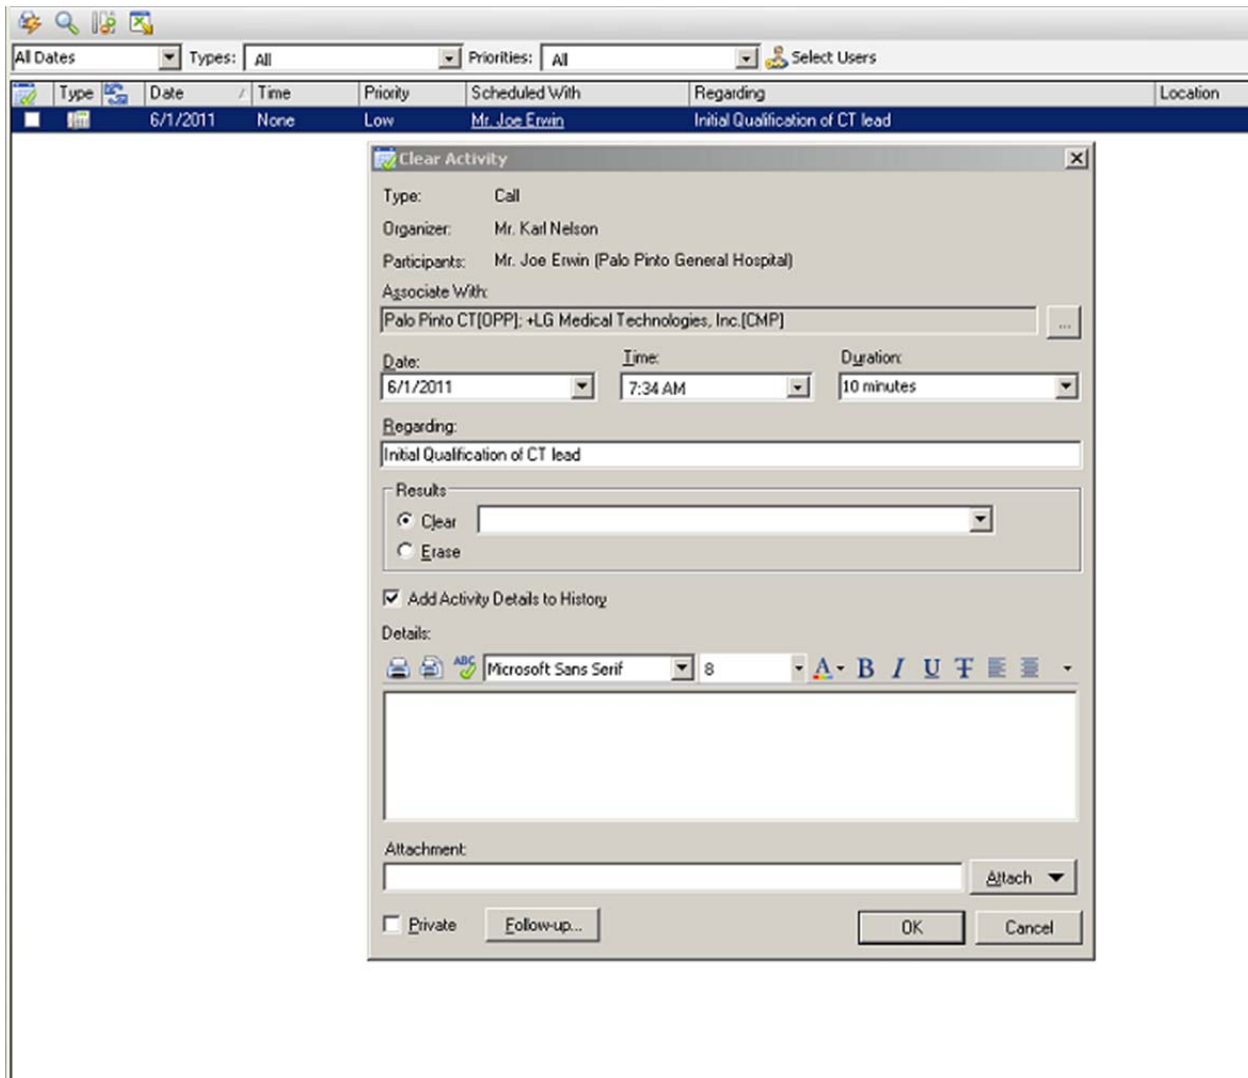 All Dates Types: All Priorities: All Select Users
Type Date Time Priority Scheduled With Regarding Location
6/1/2011 None Low Mr. Joe Erwin Initial Qualification of CT lead
Clear Activity
Type: Call
Organizer: Mr. Karl Nelson
Participants: Mr. Joe Erwin (Palo Pinto General Hospital)
Associate With:
Palo Pinto CT[OPP]; +LG Medical Technologies, Inc.[CMP] ...
Date: Time: Duration:
6/1/2011 7:34 AM 10 minutes
Regarding:
Initial Qualification of CT lead
Results
Clear
Erase
Add Activity Details to History
Details:
ABC Microsoft Sans Serif 8 A B I U T
Attachment:
Attach
Private Follow-up... OK Cancel